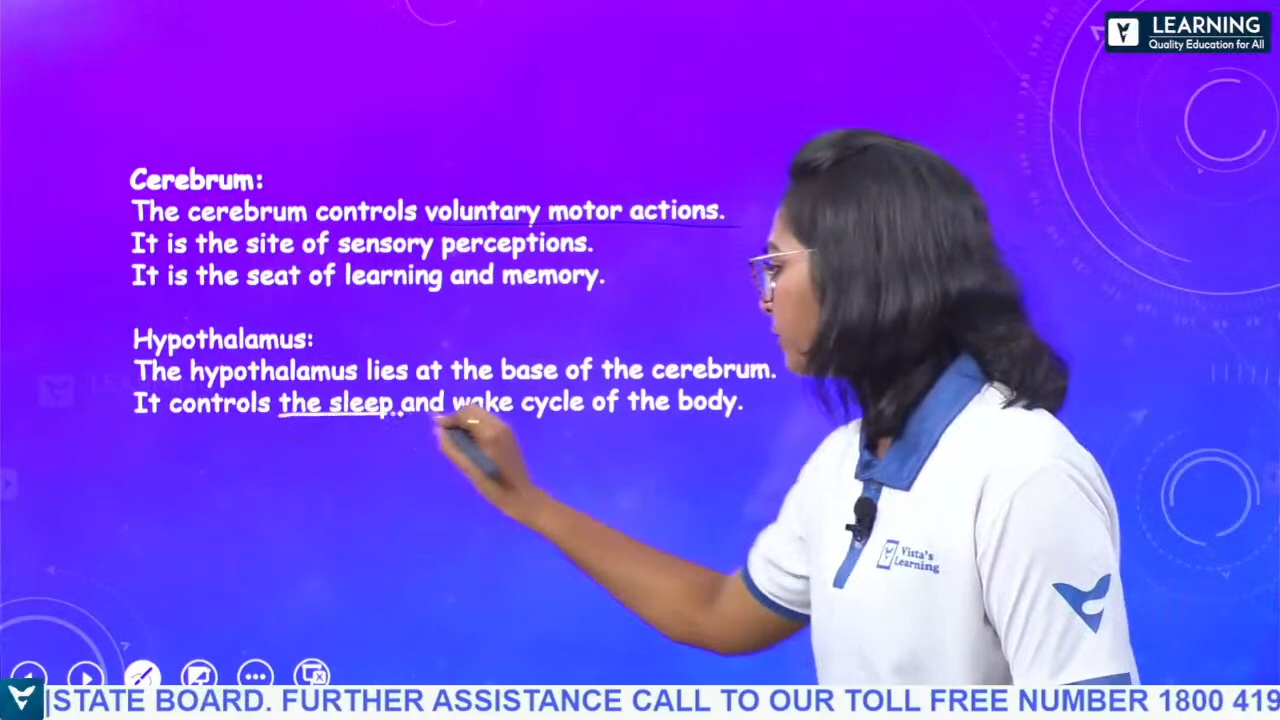 LEARNING
Quality Education for All
Cerebrum:
The cerebrum controls voluntary motor actions.
It is the site of sensory perceptions.
It is the seat of learning and memory.
Hypothalamus:
The hypothalamus lies at the base of the cerebrum.
It controls the sleep and wake cycle of the body.
Vista's
Learning
STATE BOARD. FURTHER ASSISTANCE CALL TO OUR TOLL FREE NUMBER 1800 419